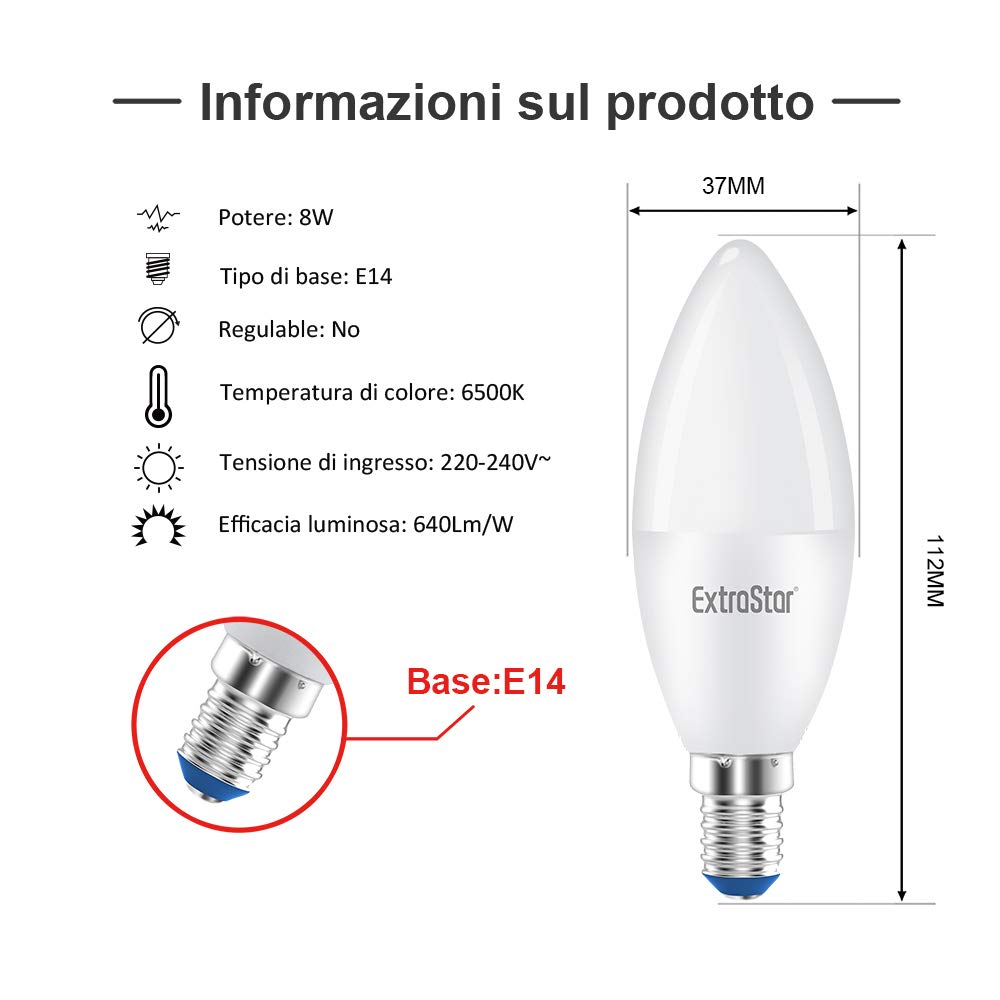 Informazioni sul prodotto
37MM
Potere: 8W
Tipo di base: E14
Regulable: No
Temperatura di colore: 6500K
Tensione di ingresso: 220-240V~
Efficacia luminosa: 640Lm/W
112MM
ExtraStar®
Base:E14